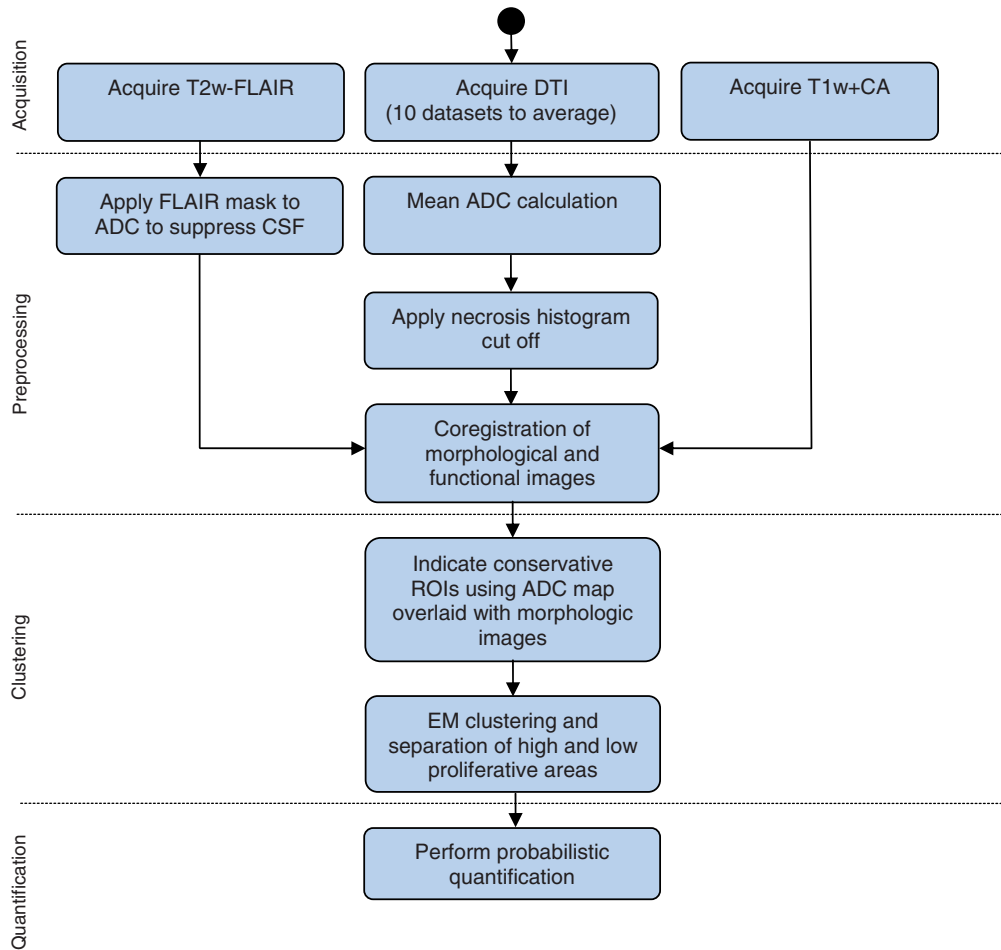 Acquisition
Acquire T2w-FLAIR
Acquire DTI
(10 datasets to average)
Acquire T1w+CA
Preprocessing
Apply FLAIR mask to
ADC to suppress CSF
Mean ADC calculation
Apply necrosis histogram
cut off
Coregistration of
morphological and
functional images
Clustering
Indicate conservative
ROIs using ADC map
overlaid with morphologic
images
EM clustering and
separation of high and low
proliferative areas
Quantification
Perform probabilistic
quantification